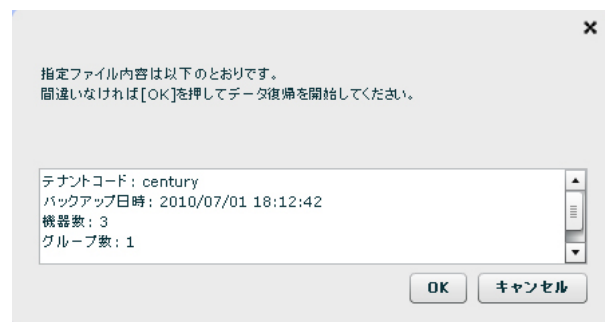 指定ファイル内容は以下のとおりです。
間違いなければ[OK]を押してデータ復帰を開始してください。
テナントコード: century
バックアップ日時: 2010/07/01 18:12:42
機器数: 3
グループ数: 1
OK キャンセル